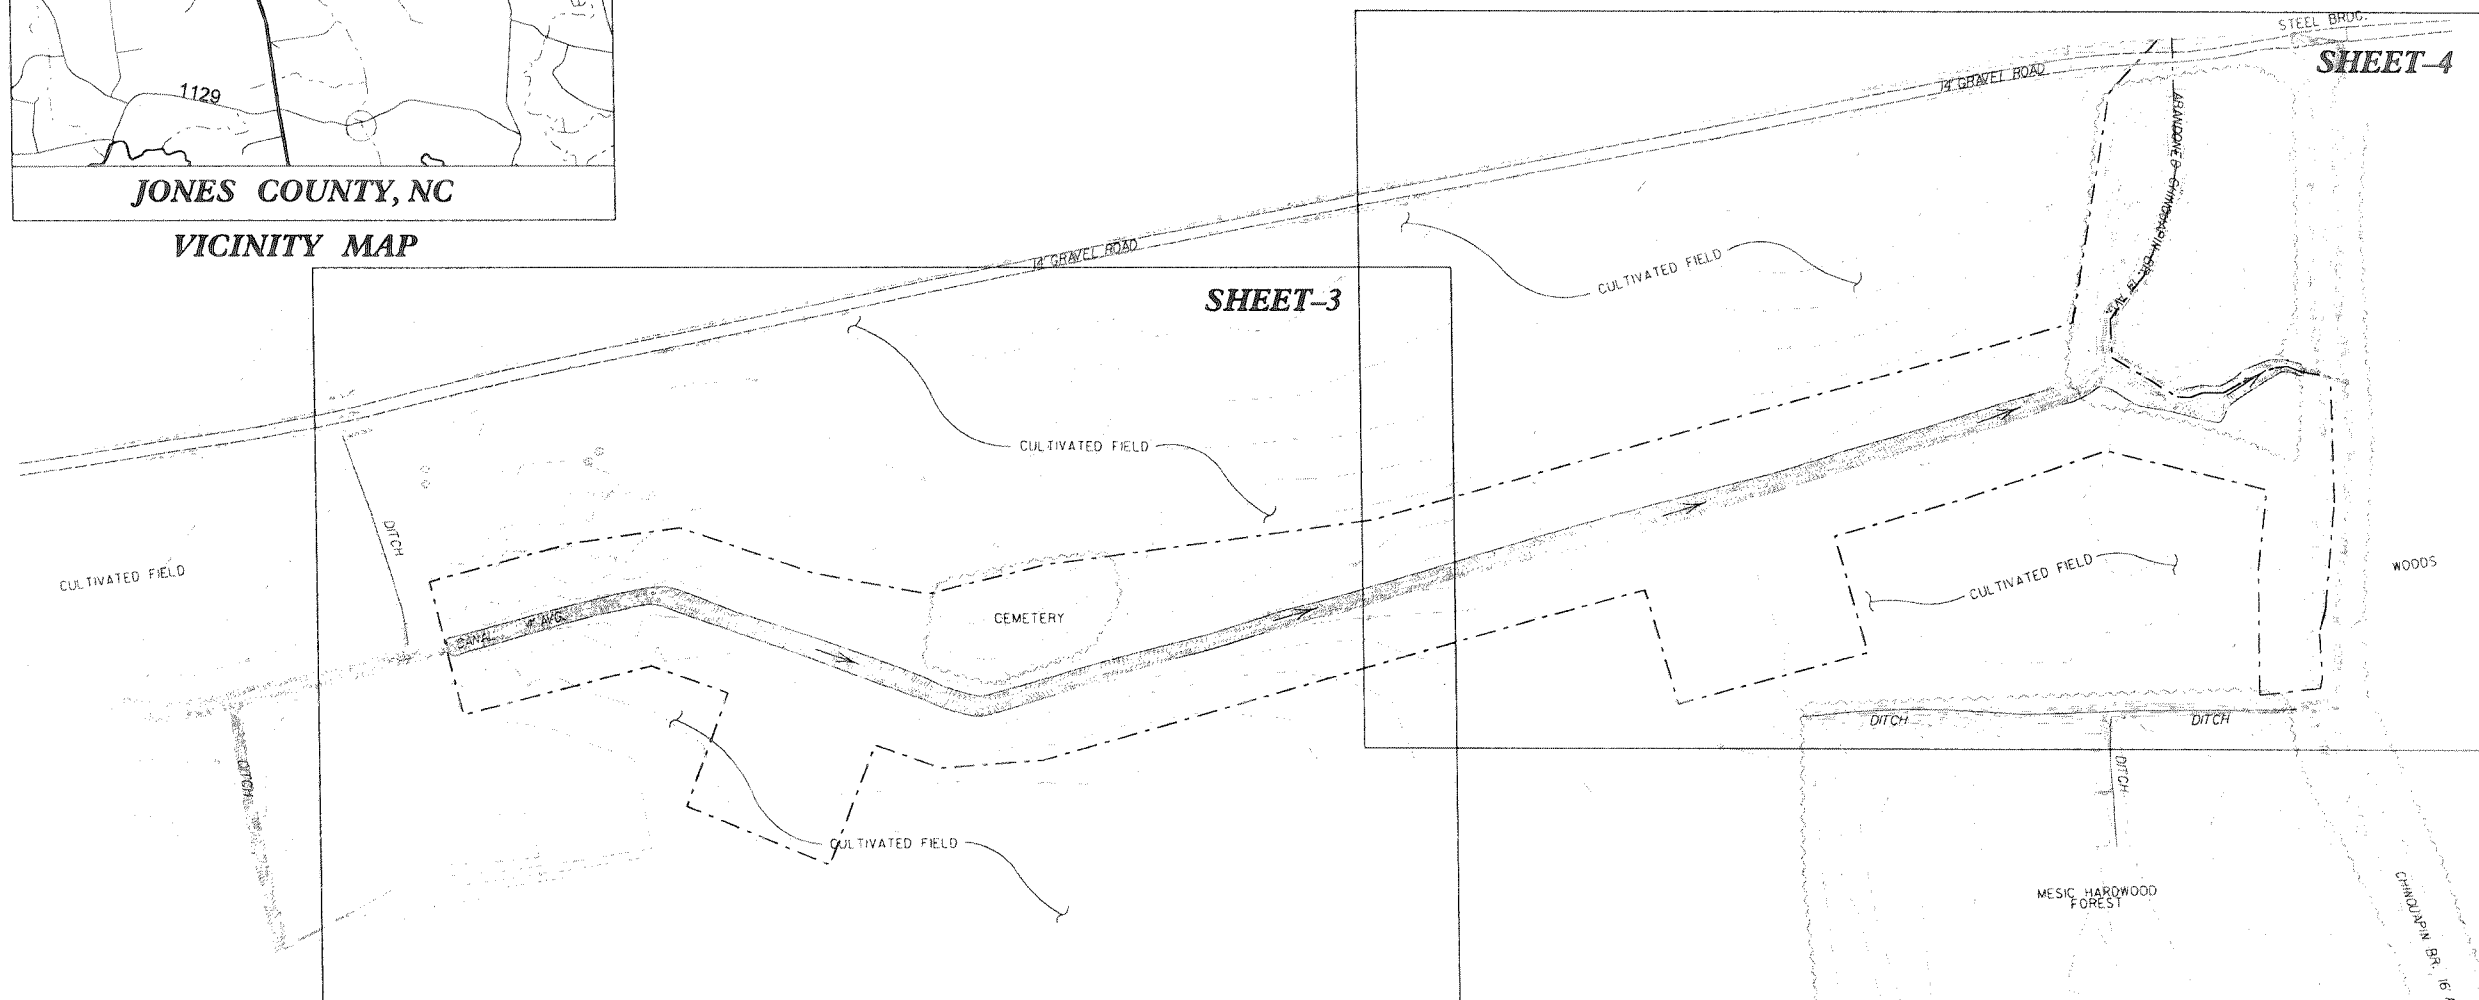 1129
JONES COUNTY, NC
VICINITY MAP
STEEL BRDG.
SHEET-4
14' GRAVEL ROAD
ABANDONED CHINQUAPIN BR.
14' GRAVEL ROAD
CULTIVATED FIELD
SHEET-3
CULTIVATED FIELD
DITCH
CULTIVATED FIELD
CULTIVATED FIELD
WOODS
CEMETERY
CANAL
AVG.
DITCH
DITCH
DITCH
DITCH
CULTIVATED FIELD
MESIC HARDWOOD
FOREST
CHINQUAPIN BR. 16'